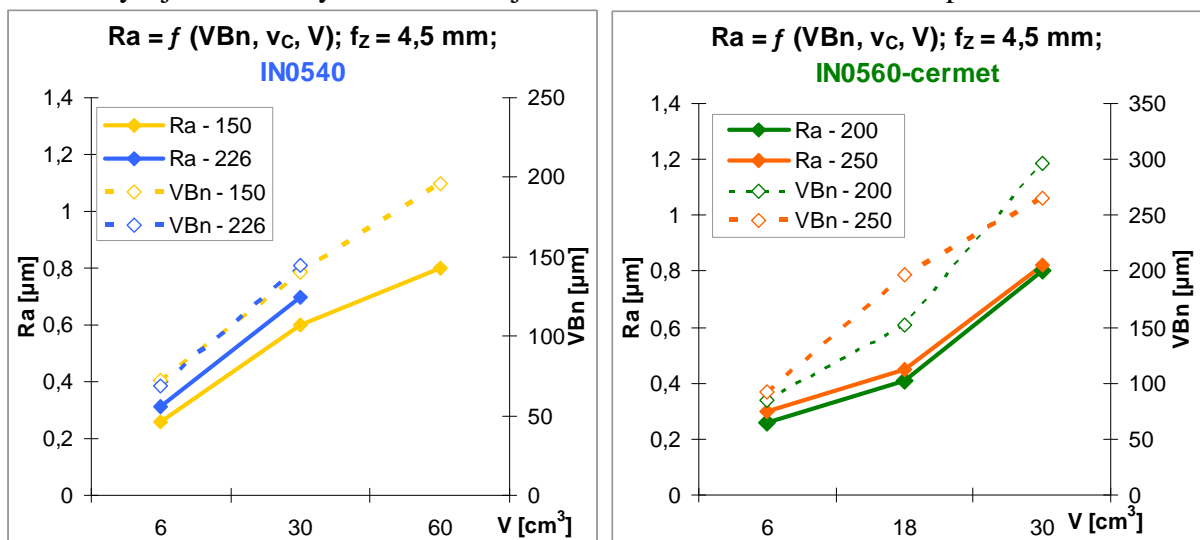 Ra = f (VBn, vC, V); fZ = 4,5 mm;
IN0540
1,4
1,2
1
0,8
0,6
0,4
0,2
0
Ra [µm]
Ra - 150
Ra - 226
VBn - 150
VBn - 226
250
200
150
100
50
0
VBn [µm]
6 30 60 V [cm³]
Ra = f (VBn, vC, V); fZ = 4,5 mm;
IN0560-cermet
1,4
1,2
1
0,8
0,6
0,4
0,2
0
Ra [µm]
Ra - 200
Ra - 250
VBn - 200
VBn - 250
350
300
250
200
150
100
50
0
VBn [µm]
6 18 30 V [cm³]